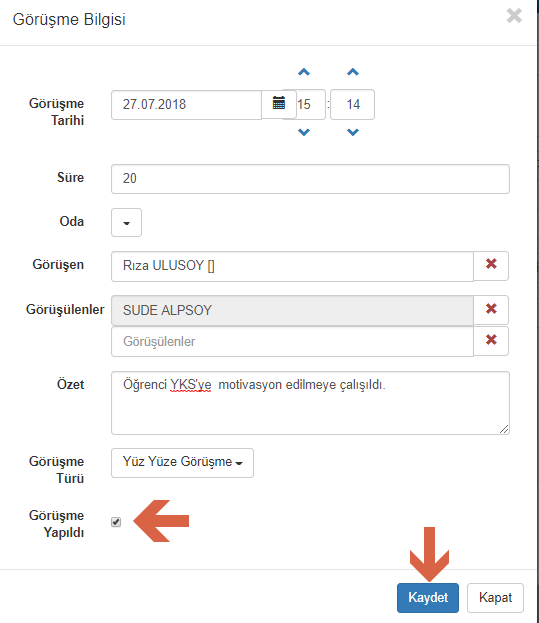 Görüşme Bilgisi
Görüşme Tarihi
27.07.2018
15 : 14
Süre
20
Oda
Görüşen
Rıza ULUSOY []
Görüşülenler
SUDE ALPSOY
Görüşülenler
Özet
Öğrenci YKS'ye  motivasyon edilmeye çalışıldı.
Görüşme Türü
Yüz Yüze Görüşme
Görüşme Yapıldı
Kaydet
Kapat